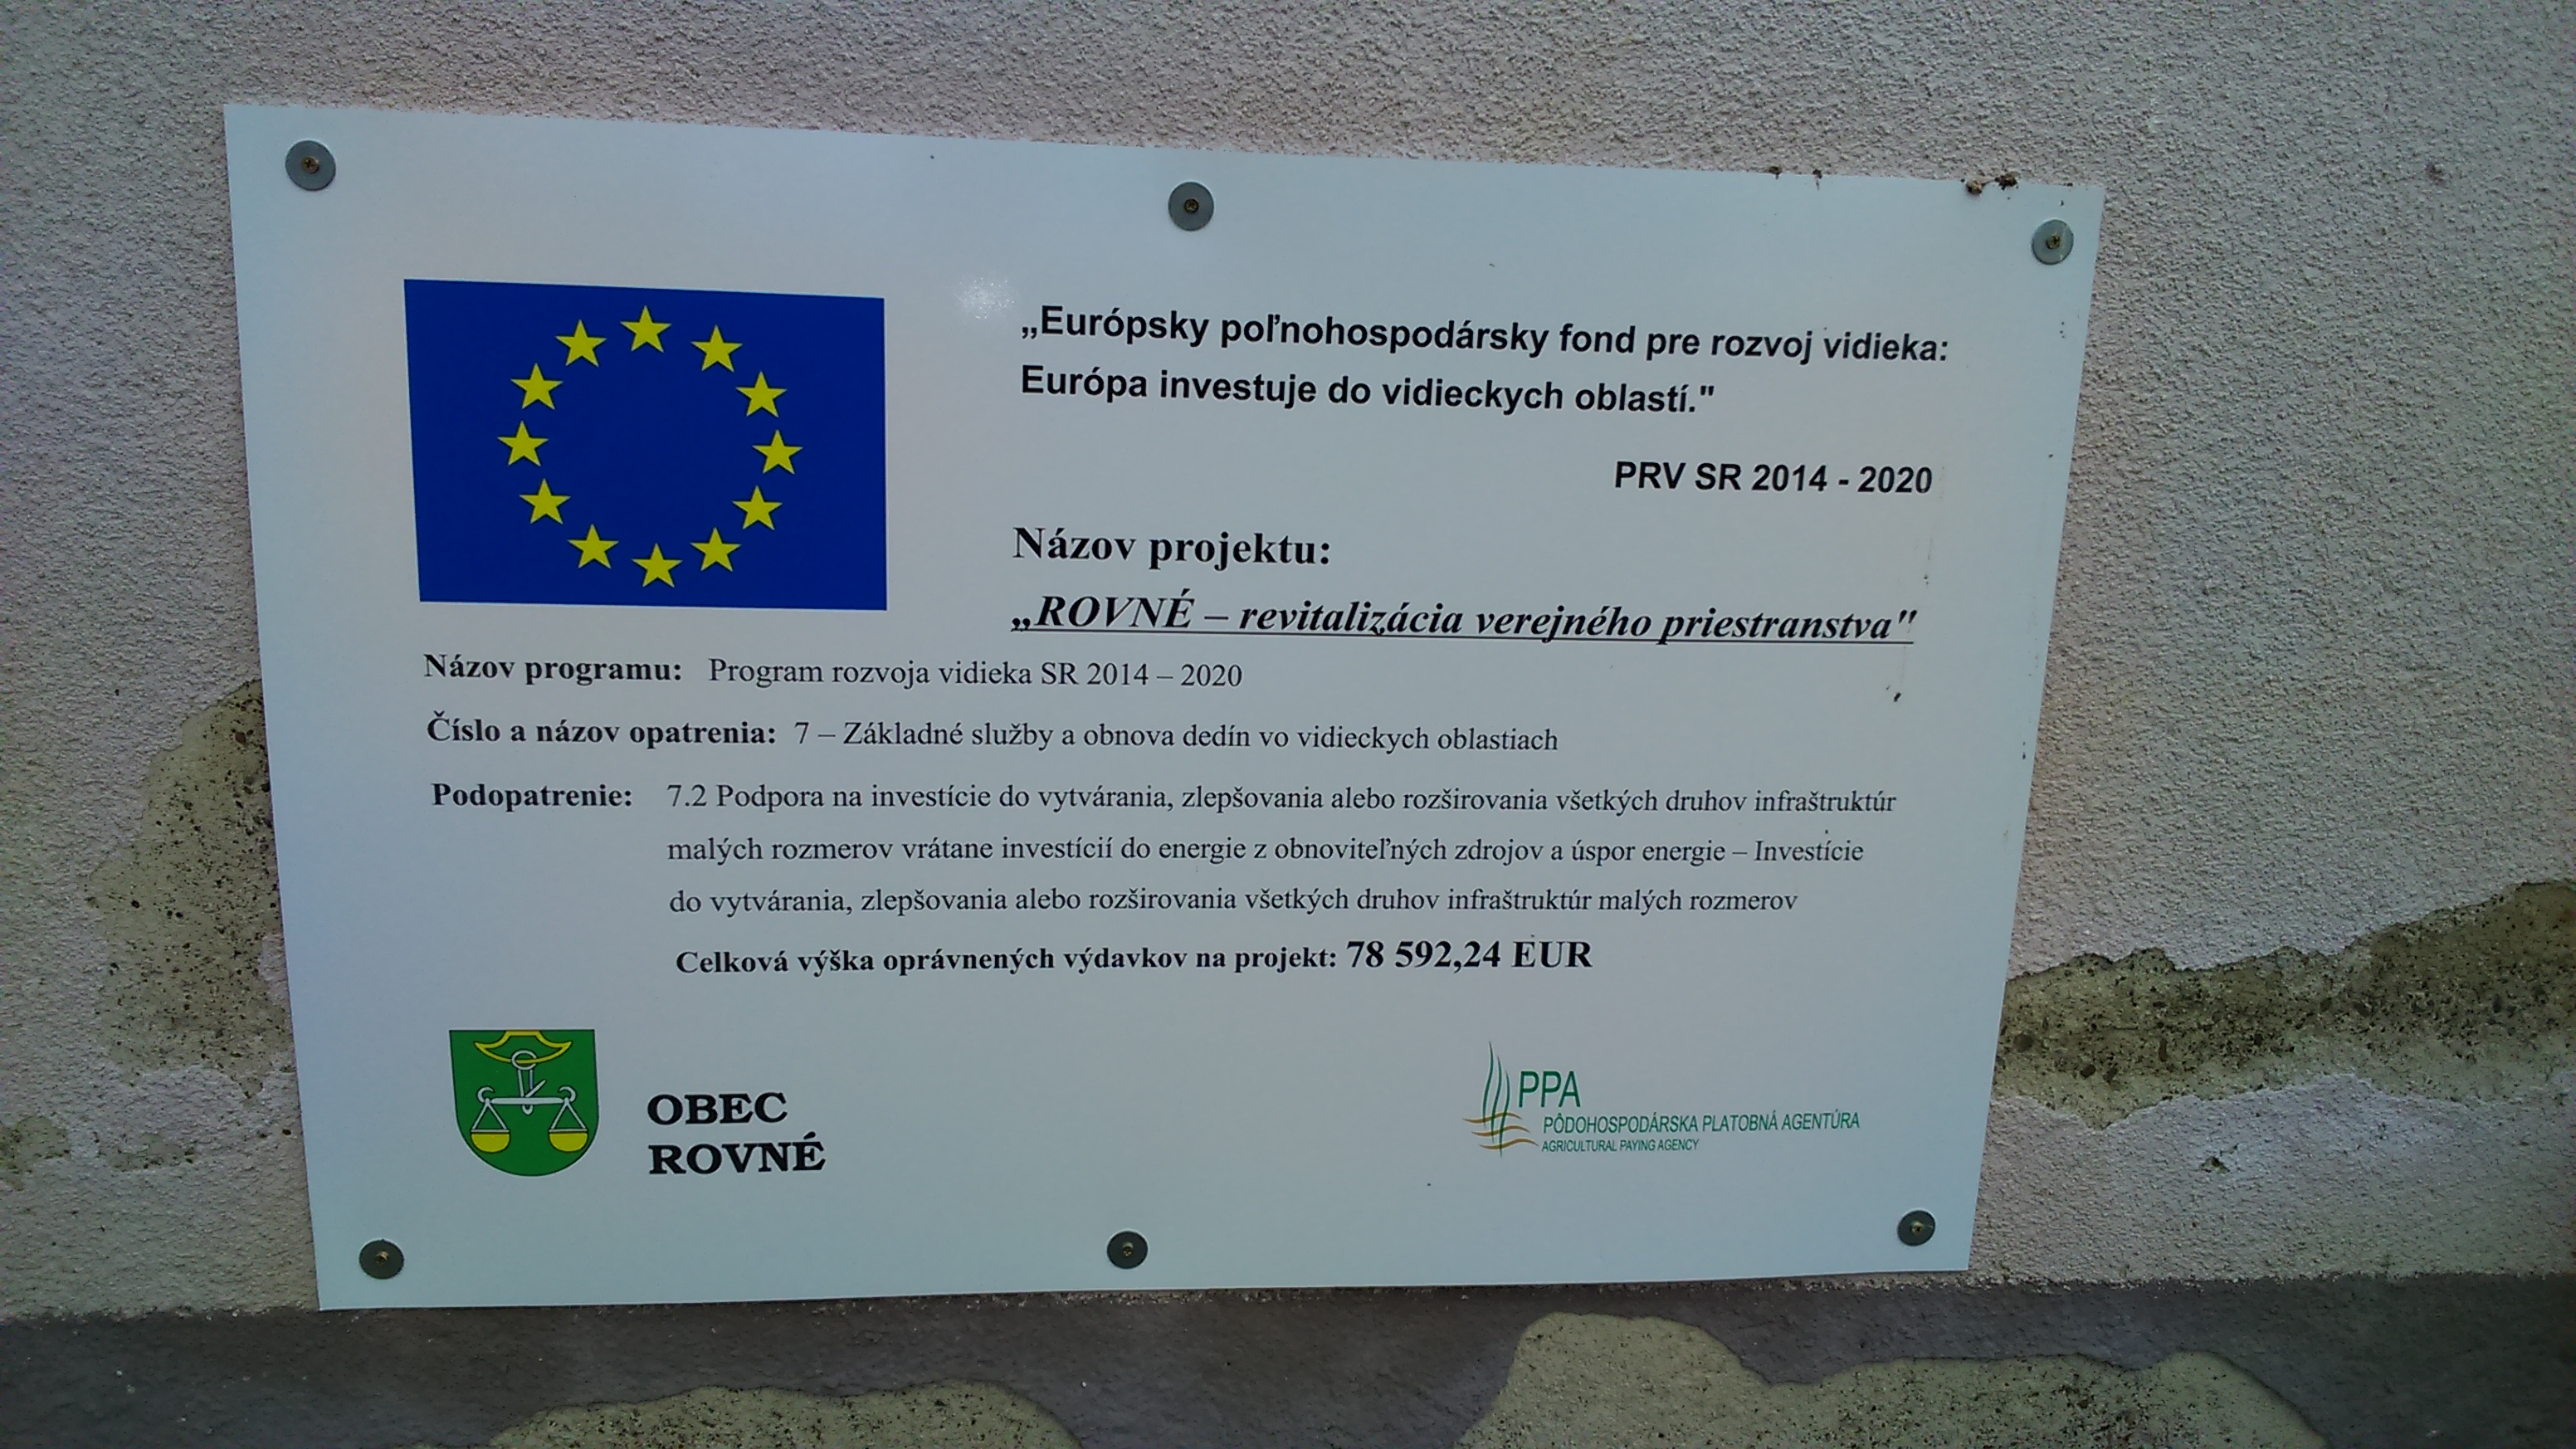 „Európsky poľnohospodársky fond pre rozvoj vidieka:
Európa investuje do vidieckych oblastí."
PRV SR 2014 - 2020
Názov projektu:
„ROVNÉ – revitalizácia verejného priestranstva"
Názov programu: Program rozvoja vidieka SR 2014 – 2020
Číslo a názov opatrenia: 7 – Základné služby a obnova dedín vo vidieckych oblastiach
Podopatrenie: 7.2 Podpora na investície do vytvárania, zlepšovania alebo rozširovania všetkých druhov infraštruktúr
malých rozmerov vrátane investícií do energie z obnoviteľných zdrojov a úspor energie – Investície
do vytvárania, zlepšovania alebo rozširovania všetkých druhov infraštruktúr malých rozmerov
Celková výška oprávnených výdavkov na projekt: 78 592,24 EUR
OBEC
ROVNÉ
PPA
PÔDOHOSPODÁRSKA PLATOBNÁ AGENTÚRA
AGRICULTURAL PAYING AGENCY